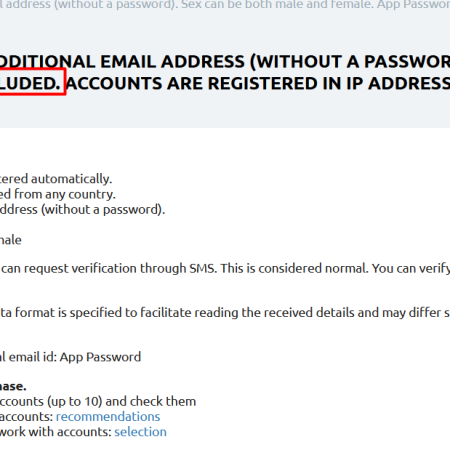 l address (without a password). Sex can be both male and female. App Passwor
DDITIONAL EMAIL ADDRESS (WITHOUT A PASSWOR
LUDED. ACCOUNTS ARE REGISTERED IN IP ADDRESS
tered automatically.
ed from any country.
ddress (without a password).
nale
can request verification through SMS. This is considered normal. You can verify
ta format is specified to facilitate reading the received details and may differ s
al email id: App Password
hase.
ccounts (up to 10) and check them
accounts: recommendations
work with accounts: selection